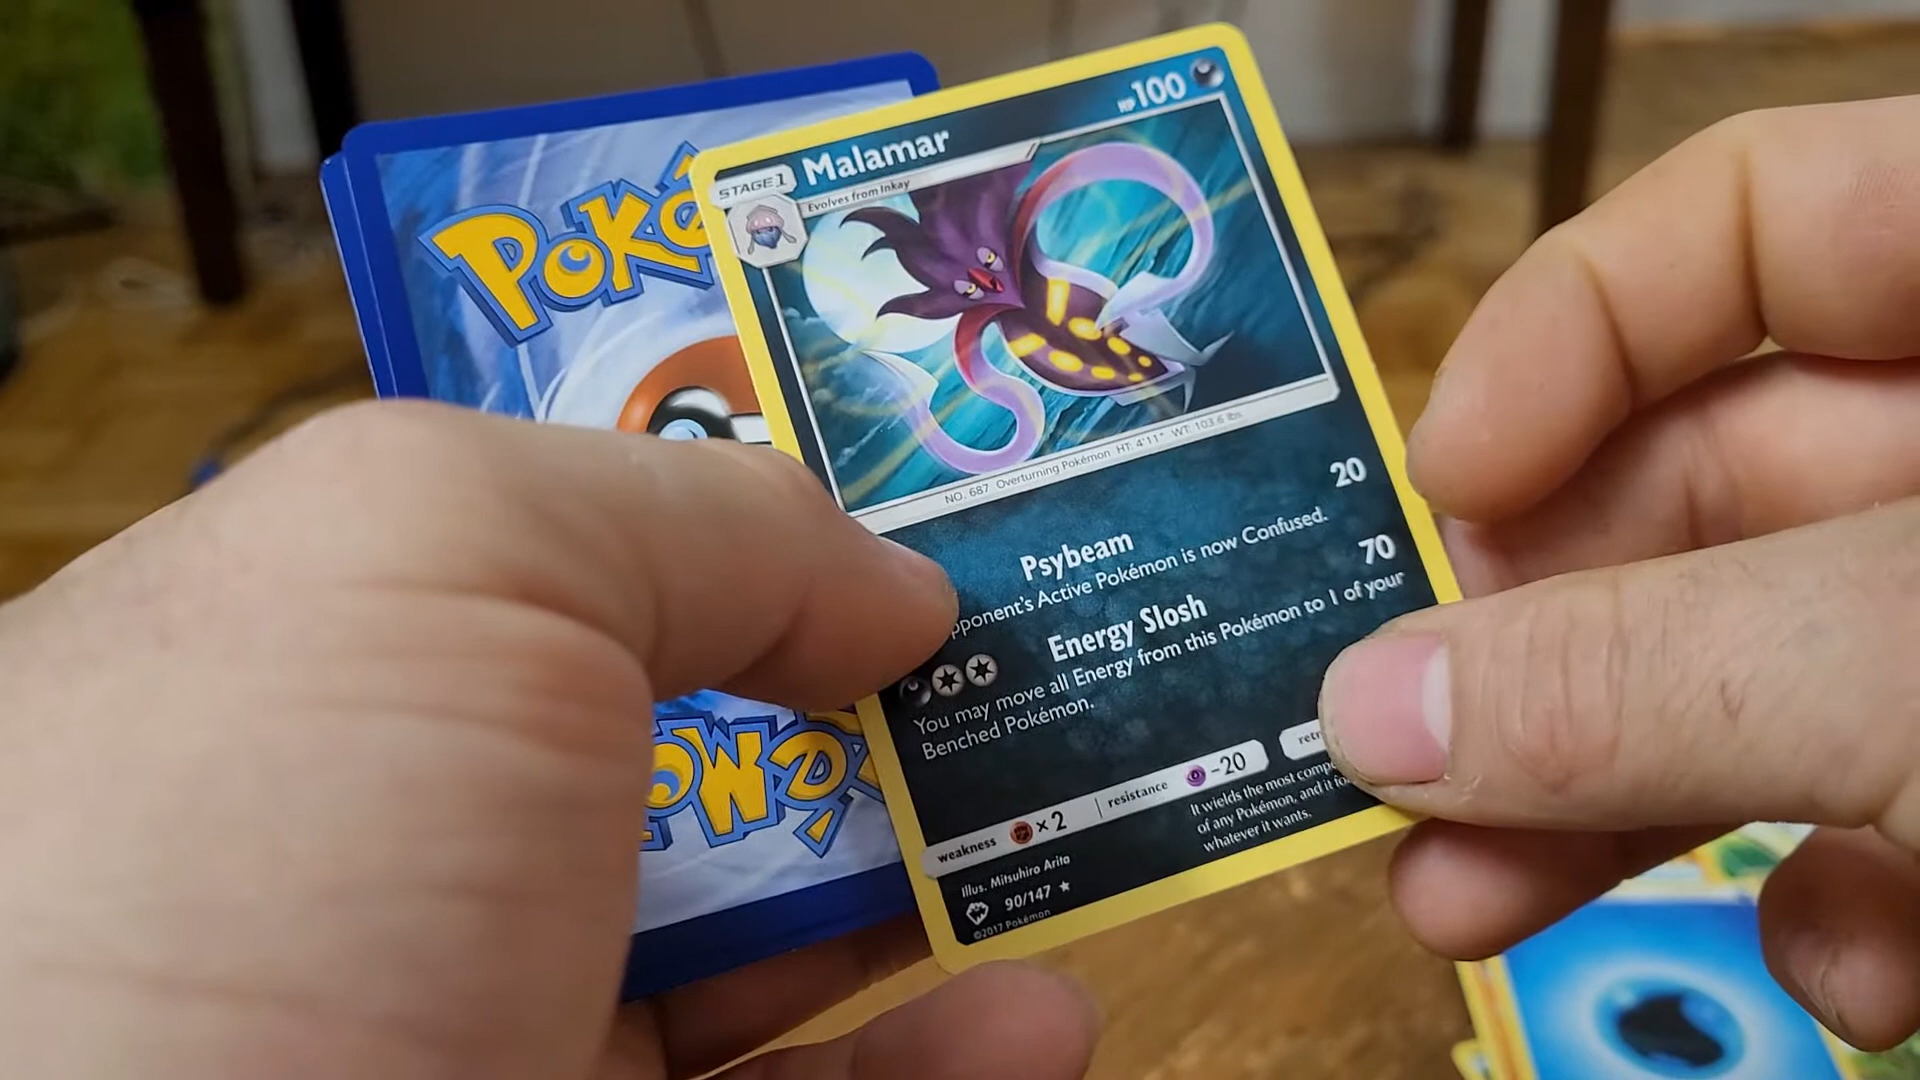 Poké
STAGE 1
Malamar
HP 100
Evolves from Inkay
NO. 687 Overturning Pokémon HT: 4'11" WT: 103.6 lbs.
Psybeam 20
pponent's Active Pokémon is now Confused.
Energy Slosh 70
You may move all Energy from this Pokémon to 1 of your
Benched Pokémon.
weakness ×2 resistance -20 retr
It wields the most comp
of any Pokémon, and it fo
whatever it wants.
Illus. Mitsuhiro Arita
90/147
©2017 Pokémon